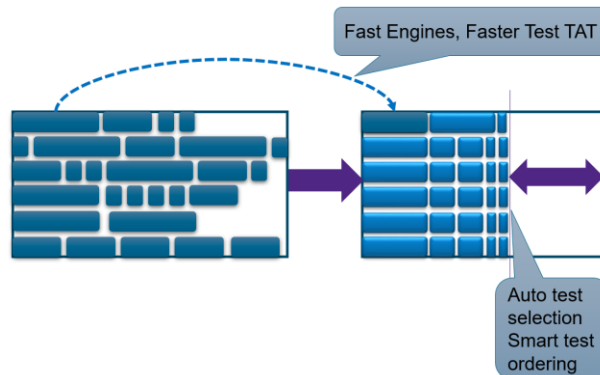 Fast Engines, Faster Test TAT
Auto test
selection
Smart test
ordering